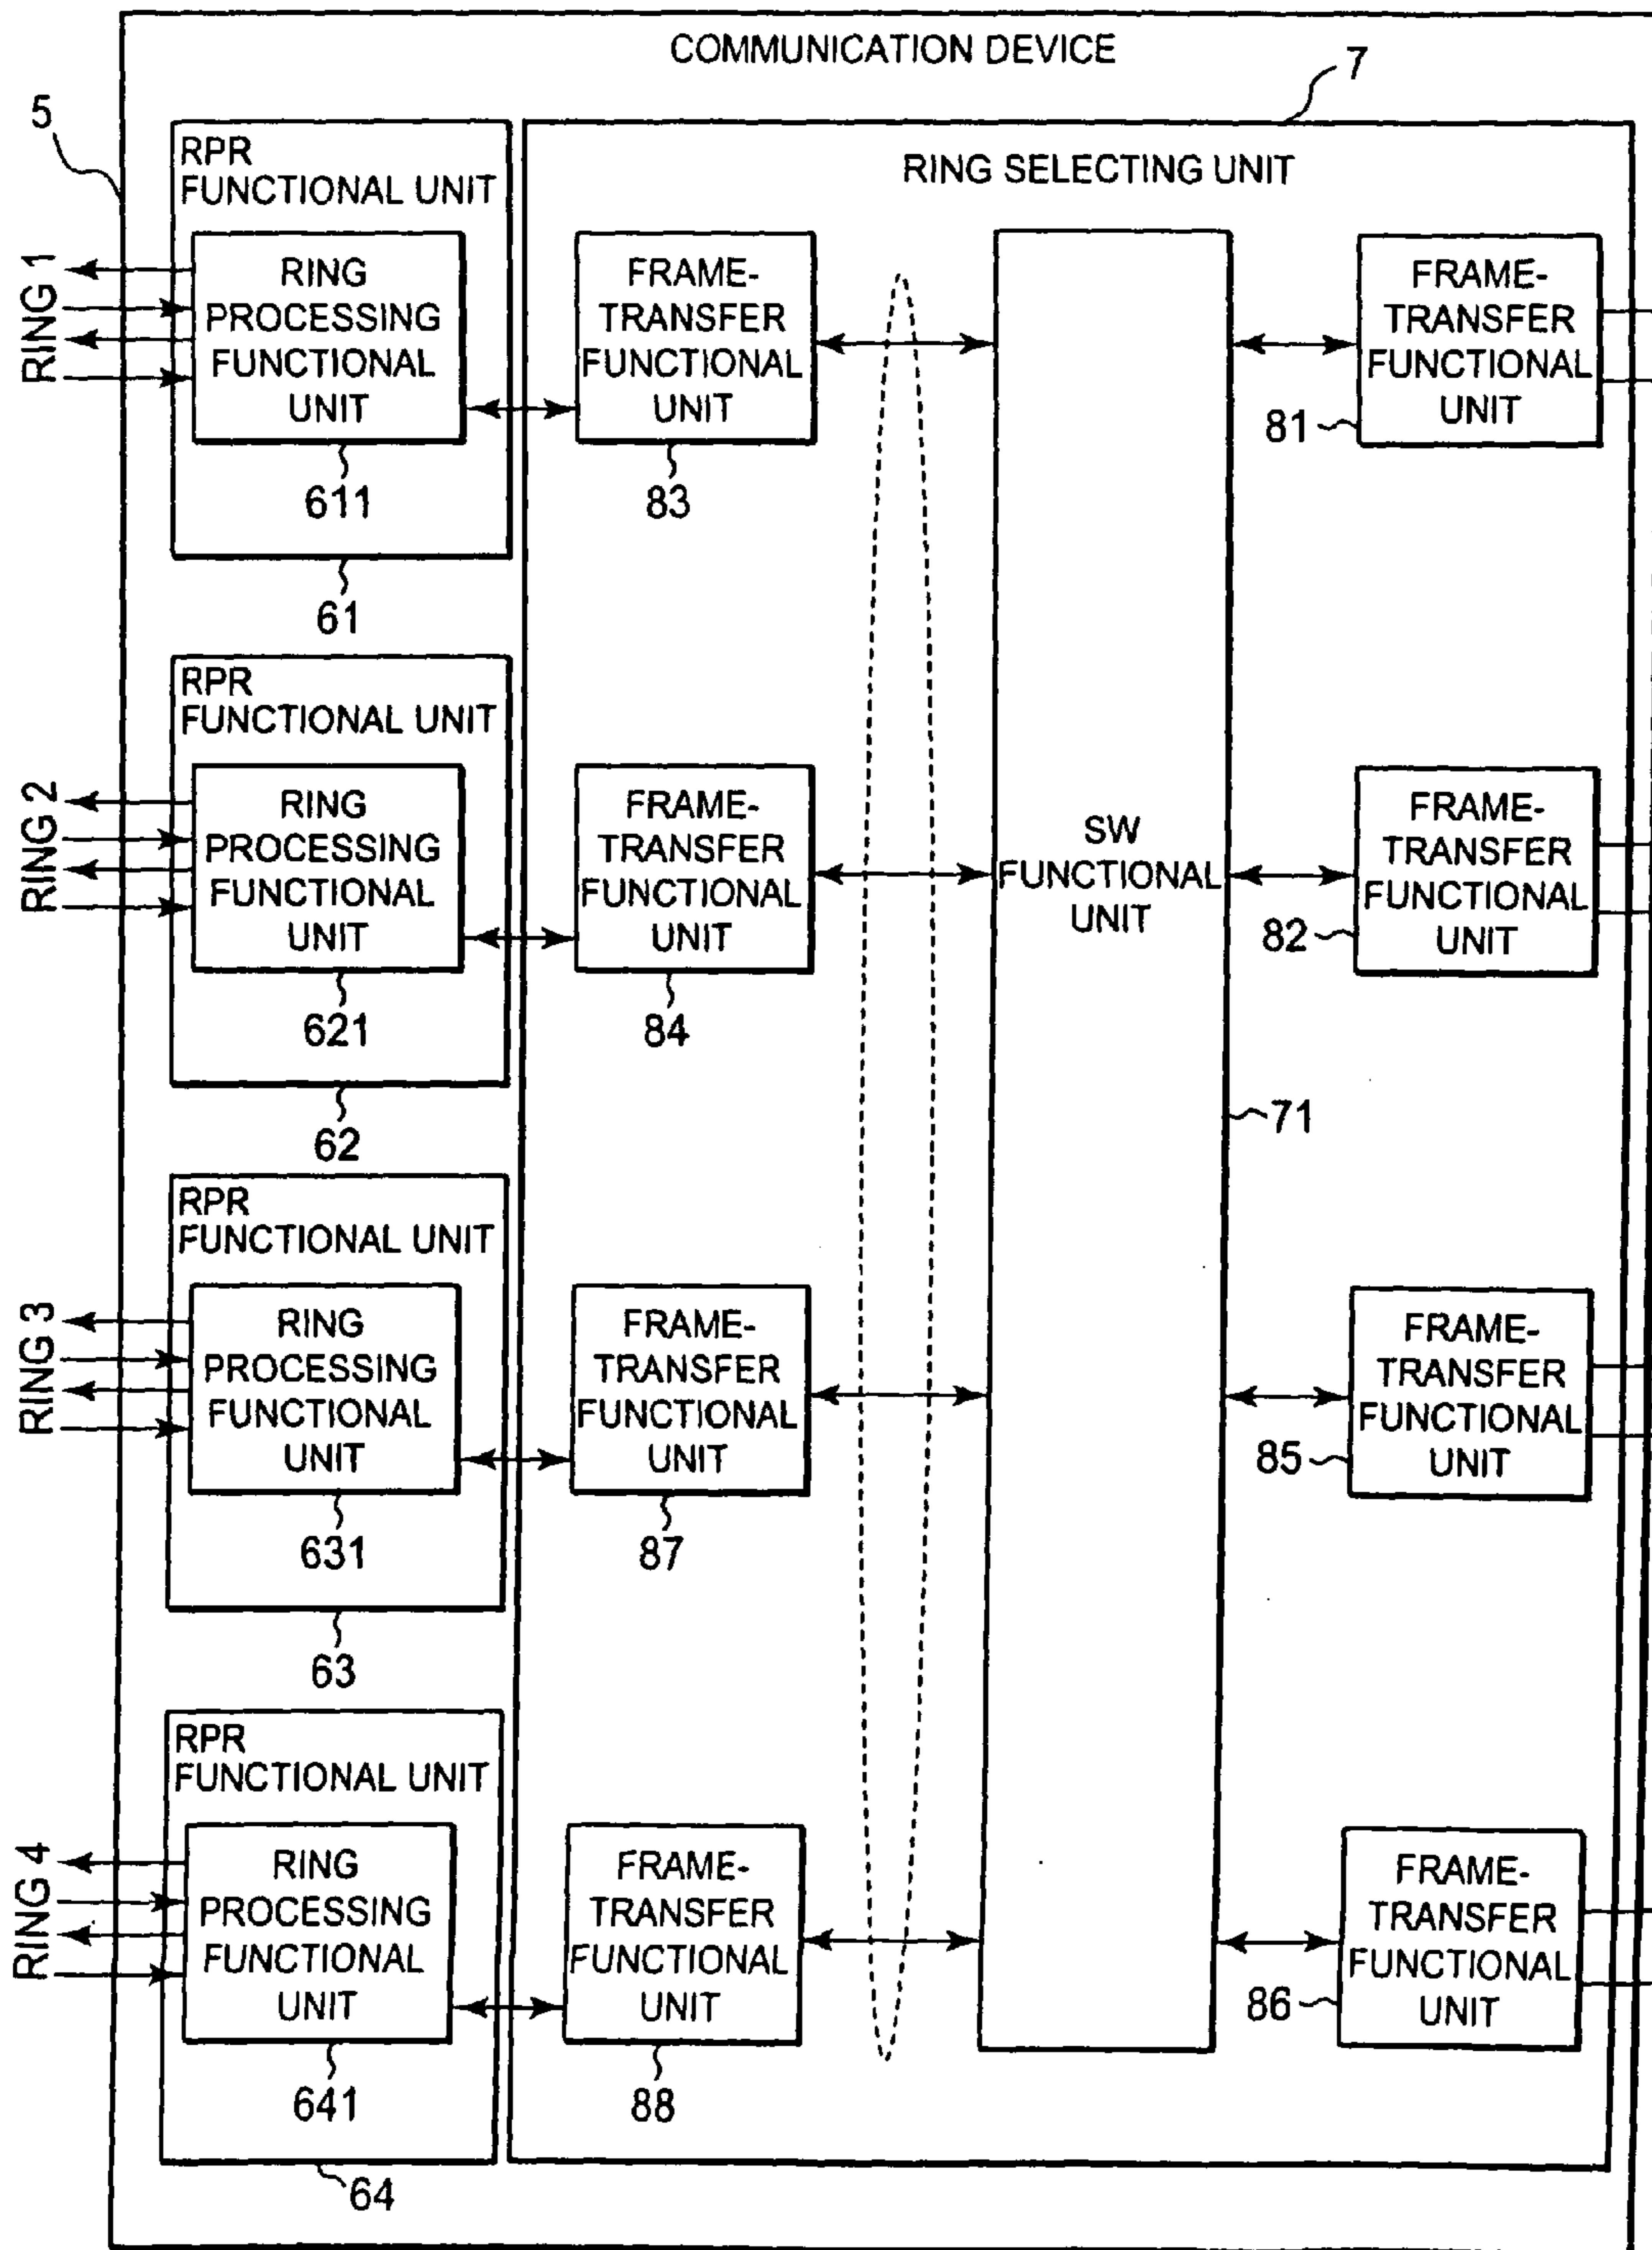 COMMUNICATION DEVICE
5
7
RPR
FUNCTIONAL UNIT
RING SELECTING UNIT
RING 1
RING
PROCESSING
FUNCTIONAL
UNIT
611
61
FRAME-
TRANSFER
FUNCTIONAL
UNIT
83
FRAME-
TRANSFER
FUNCTIONAL
UNIT
81
RPR
FUNCTIONAL UNIT
RING 2
RING
PROCESSING
FUNCTIONAL
UNIT
621
62
FRAME-
TRANSFER
FUNCTIONAL
UNIT
84
SW
FUNCTIONAL
UNIT
71
FRAME-
TRANSFER
FUNCTIONAL
UNIT
82
RPR
FUNCTIONAL UNIT
RING 3
RING
PROCESSING
FUNCTIONAL
UNIT
631
63
FRAME-
TRANSFER
FUNCTIONAL
UNIT
87
FRAME-
TRANSFER
FUNCTIONAL
UNIT
85
RPR
FUNCTIONAL UNIT
RING 4
RING
PROCESSING
FUNCTIONAL
UNIT
641
64
FRAME-
TRANSFER
FUNCTIONAL
UNIT
88
FRAME-
TRANSFER
FUNCTIONAL
UNIT
86